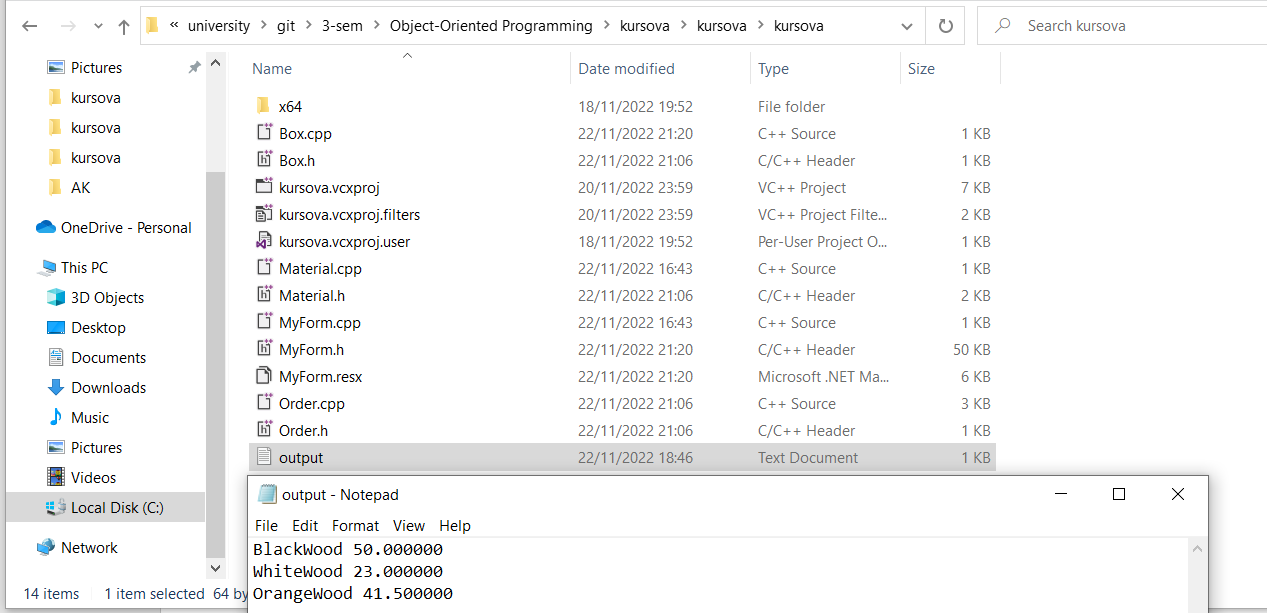 « university > git > 3-sem > Object-Oriented Programming > kursova > kursova > kursova
Search kursova
Pictures
kursova
kursova
kursova
AK
OneDrive - Personal
This PC
3D Objects
Desktop
Documents
Downloads
Music
Pictures
Videos
Local Disk (C:)
Network
Name Date modified Type Size
x64 18/11/2022 19:52 File folder
Box.cpp 22/11/2022 21:20 C++ Source 1 KB
Box.h 22/11/2022 21:06 C/C++ Header 1 KB
kursova.vcxproj 20/11/2022 23:59 VC++ Project 7 KB
kursova.vcxproj.filters 20/11/2022 23:59 VC++ Project Filte... 2 KB
kursova.vcxproj.user 18/11/2022 19:52 Per-User Project O... 1 KB
Material.cpp 22/11/2022 16:43 C++ Source 1 KB
Material.h 22/11/2022 21:06 C/C++ Header 2 KB
MyForm.cpp 22/11/2022 16:43 C++ Source 1 KB
MyForm.h 22/11/2022 21:20 C/C++ Header 50 KB
MyForm.resx 22/11/2022 21:20 Microsoft .NET Ma... 6 KB
Order.cpp 22/11/2022 21:06 C++ Source 3 KB
Order.h 22/11/2022 21:06 C/C++ Header 1 KB
output 22/11/2022 18:46 Text Document 1 KB
14 items 1 item selected 64 by
output - Notepad
File Edit Format View Help
BlackWood 50.000000
WhiteWood 23.000000
OrangeWood 41.500000